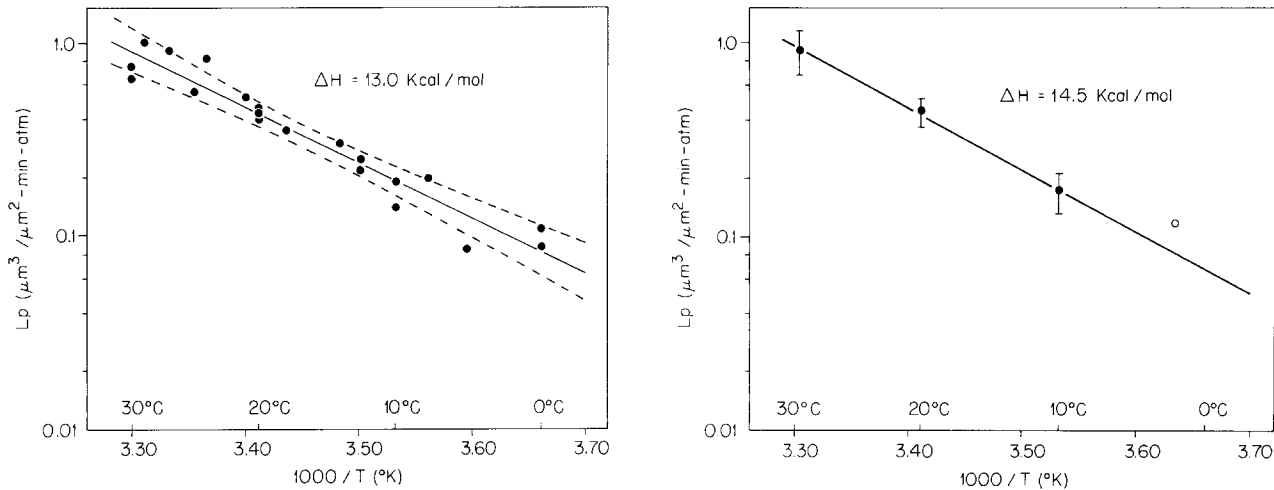 1.0
ΔH = 13.0 Kcal/mol
Lp (μm³/μm²-min-atm)
0.1
30°C 20°C 10°C 0°C
0.01
3.30 3.40 3.50 3.60 3.70
1000/T (°K)
1.0
ΔH = 14.5 Kcal/mol
Lp (μm³/μm²-min-atm)
0.1
30°C 20°C 10°C 0°C
0.01
3.30 3.40 3.50 3.60 3.70
1000/T (°K)